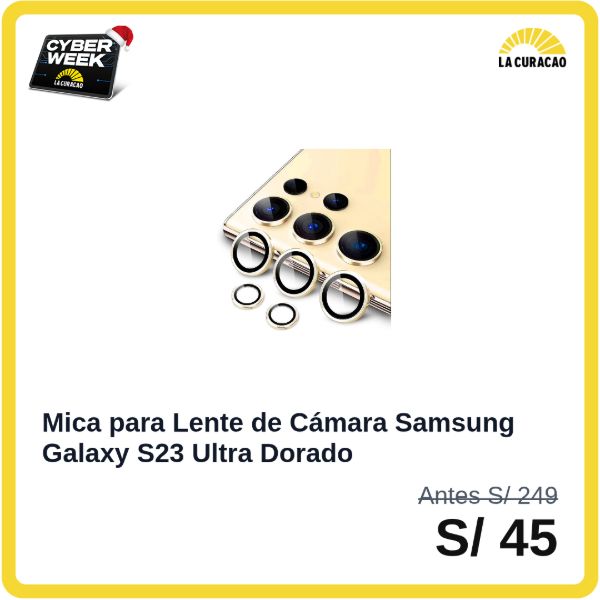 CYBER
WEEK
LA CURACAO
LA CURACAO
Mica para Lente de Cámara Samsung
Galaxy S23 Ultra Dorado
Antes S/ 249
S/ 45